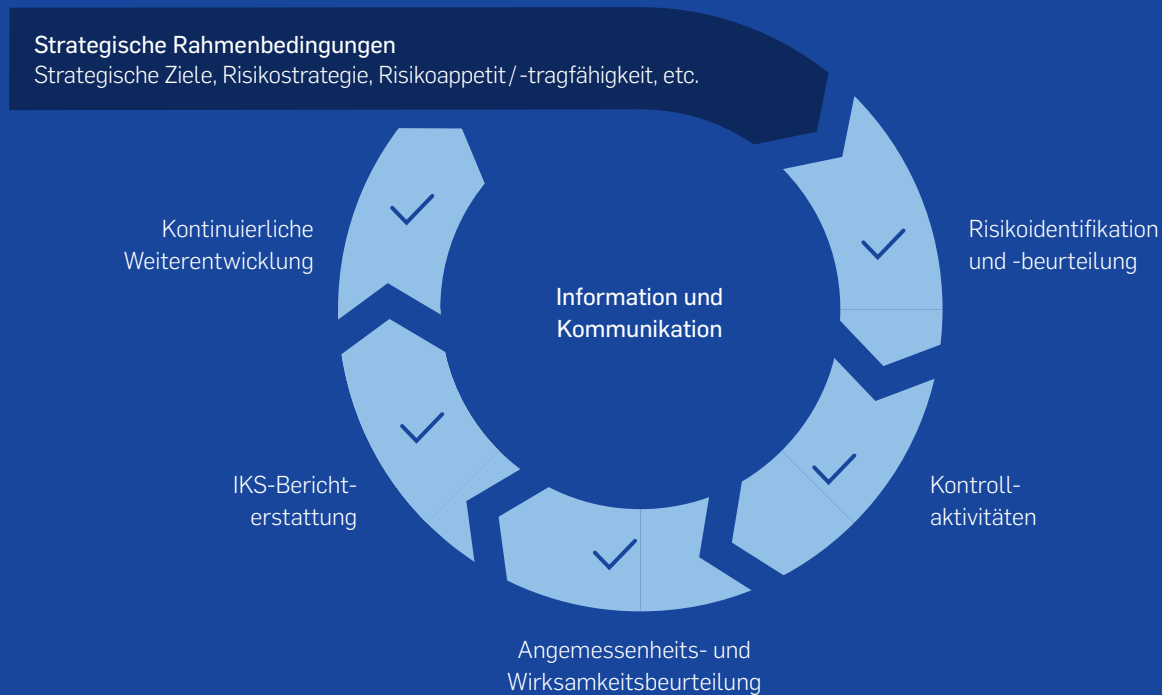 Strategische Rahmenbedingungen
Strategische Ziele, Risikostrategie, Risikoappetit/-tragfähigkeit, etc.
Risikoidentifikation
und -beurteilung
Kontroll-
aktivitäten
Angemessenheits- und
Wirksamkeitsbeurteilung
IKS-Bericht-
erstattung
Kontinuierliche
Weiterentwicklung
Information und
Kommunikation